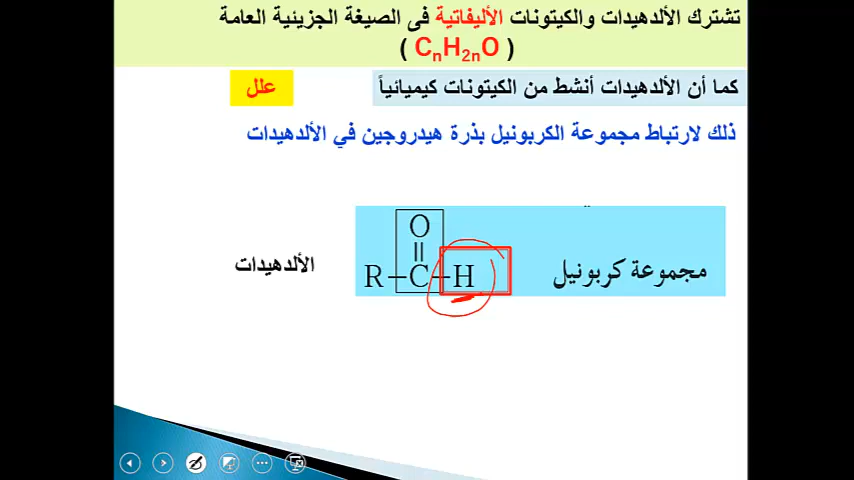 تشترك الألدهيدات والكيتونات الأليفاتية فى الصيغة الجزيئية العامة
( CnH2nO )
كما أن الألدهيدات أنشط من الكيتونات كيميائياً علل
ذلك لارتباط مجموعة الكربونيل بذرة هيدروجين في الألدهيدات
O
R–C–H
مجموعة كربونيل
الألدهيدات